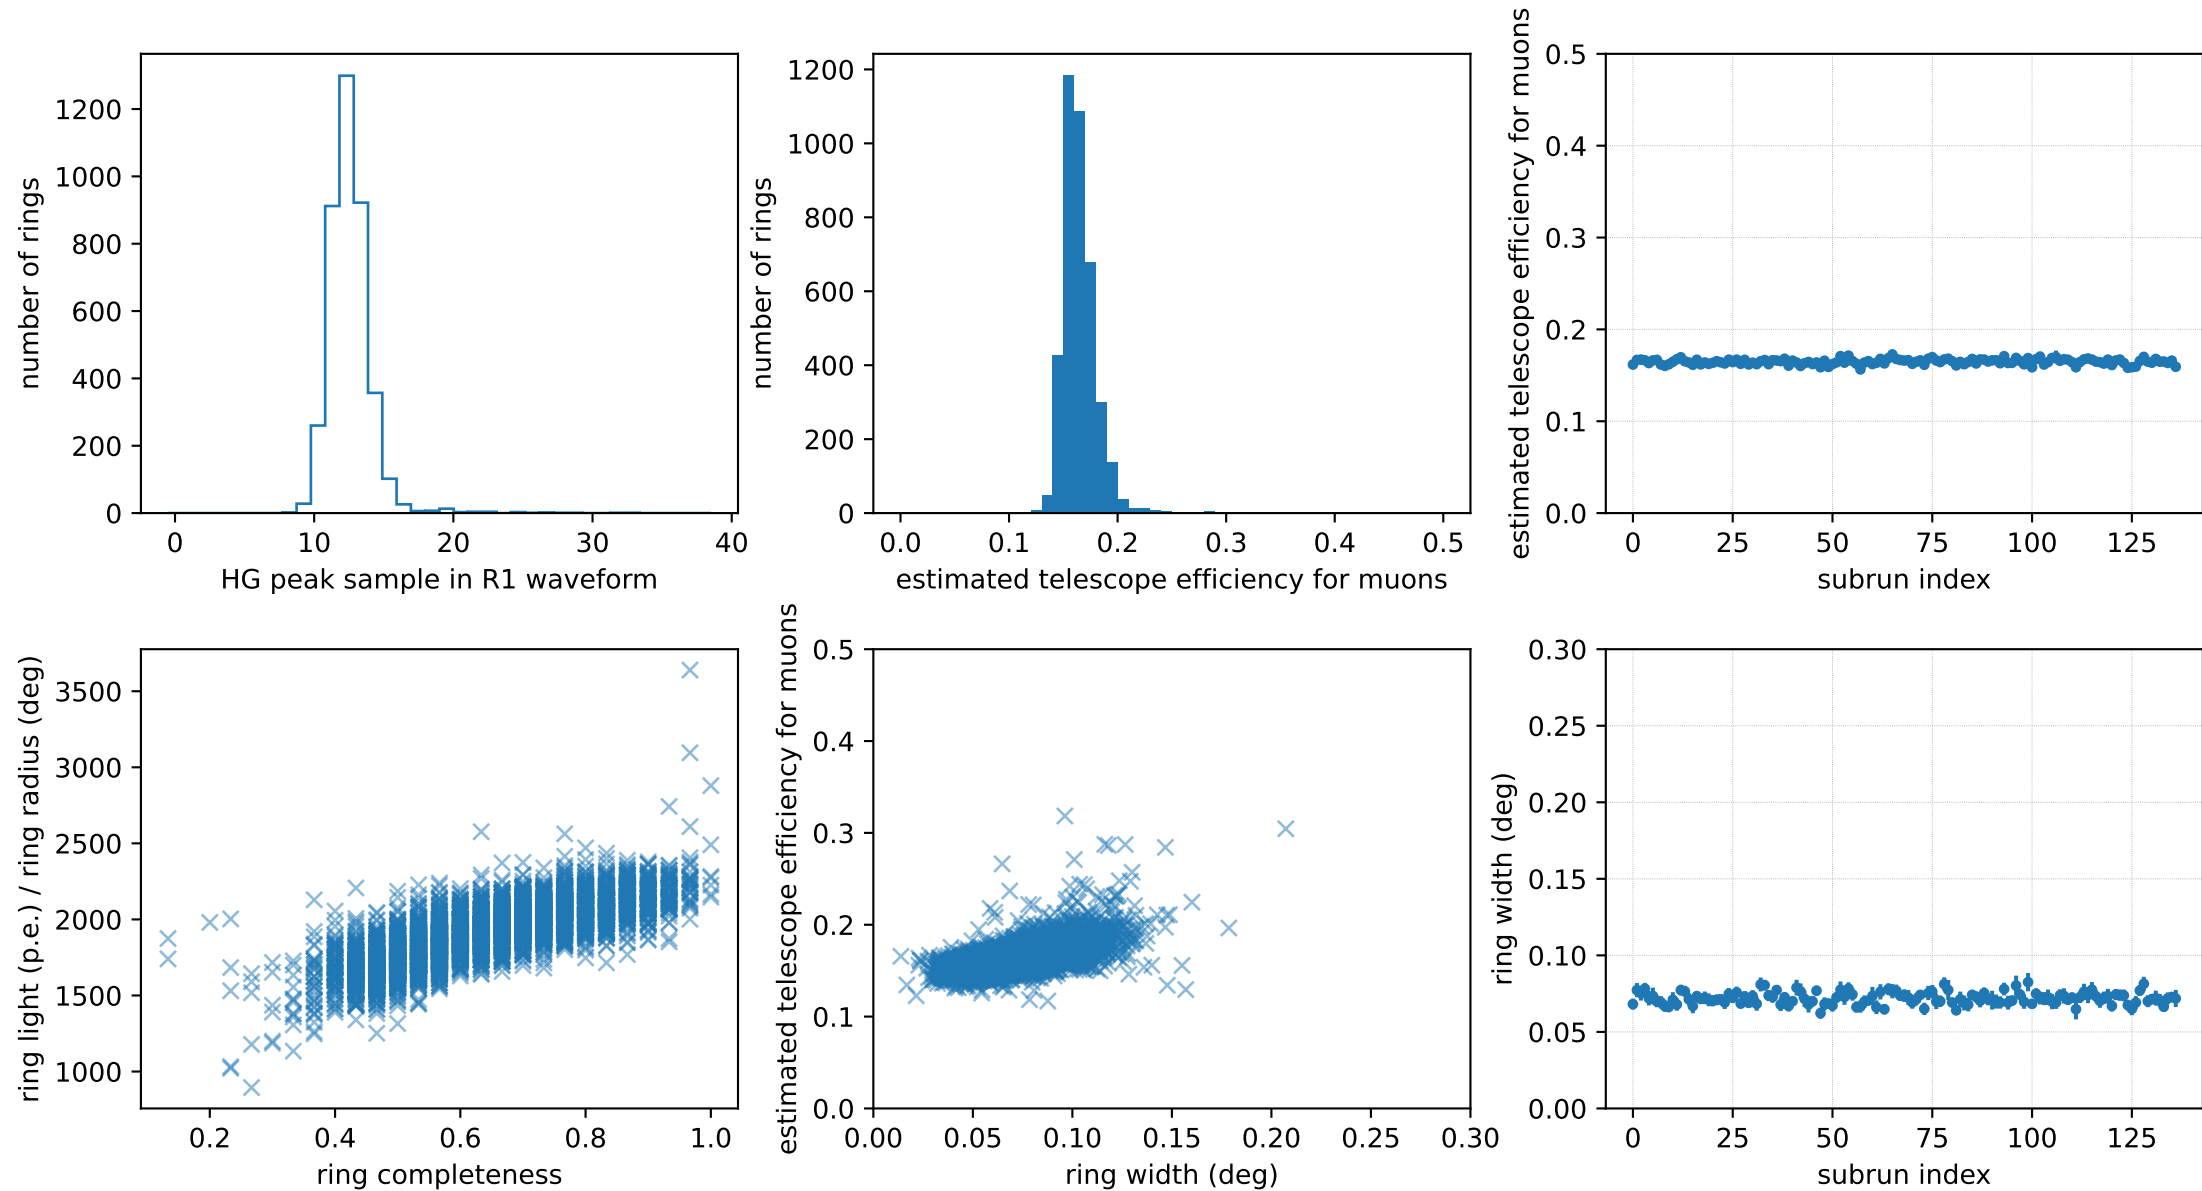 number of rings
1200
1000
800
600
400
200
0
0 10 20 30 40
HG peak sample in R1 waveform
number of rings
1200
1000
800
600
400
200
0
0.0 0.1 0.2 0.3 0.4 0.5
estimated telescope efficiency for muons
estimated telescope efficiency for muons
0.5
0.4
0.3
0.2
0.1
0.0
0 25 50 75 100 125
subrun index
ring light (p.e.) / ring radius (deg)
3500
3000
2500
2000
1500
1000
0.2 0.4 0.6 0.8 1.0
ring completeness
estimated telescope efficiency for muons
0.5
0.4
0.3
0.2
0.1
0.0
0.00 0.05 0.10 0.15 0.20 0.25 0.30
ring width (deg)
ring width (deg)
0.30
0.25
0.20
0.15
0.10
0.05
0.00
0 25 50 75 100 125
subrun index